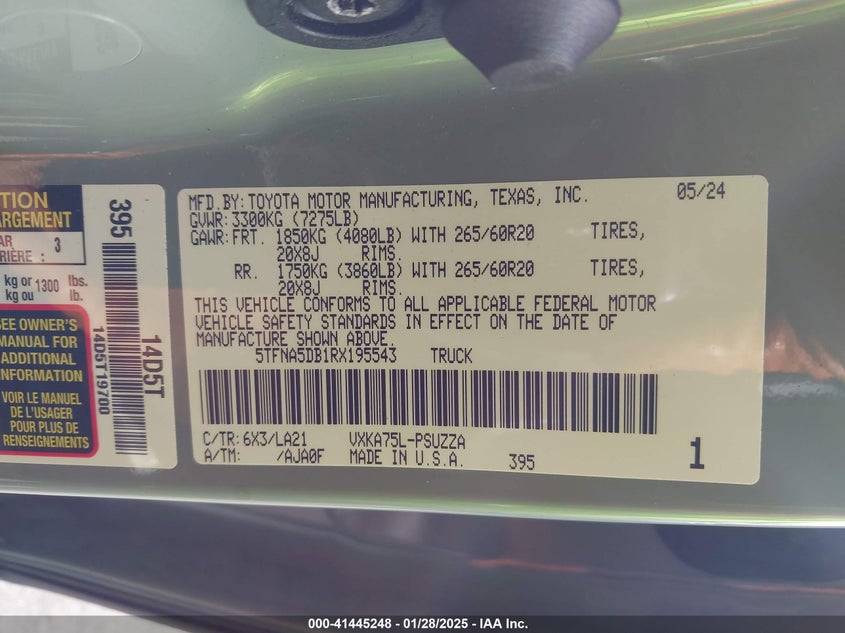 MFD.BY: TOYOTA MOTOR MANUFACTURING, TEXAS, INC. 05/24
GVWR: 3300KG (7275LB)
GAWR: FRT. 1850KG (4080LB) WITH 265/60R20 TIRES,
20X8J RIMS.
RR. 1750KG (3860LB) WITH 265/60R20 TIRES,
20X8J RIMS.
THIS VEHICLE CONFORMS TO ALL APPLICABLE FEDERAL MOTOR
VEHICLE SAFETY STANDARDS IN EFFECT ON THE DATE OF
MANUFACTURE SHOWN ABOVE.
5TFNA5DB1RX195543 TRUCK
C/TR: 6X3/LA21 VXKA75L-PSUZZA
A/TM: /AJA0F MADE IN U.S.A. 395 1
3
kg or 1300 lbs.
kg ou lb.
SEE OWNER'S
MANUAL FOR
ADDITIONAL
INFORMATION
VOIR LE MANUEL
DE L'USAGER
POUR PLUS DE
RENSEIGNEMENTS
395
14D5T
14D5T19700
000-41445248 - 01/28/2025 - IAA Inc.